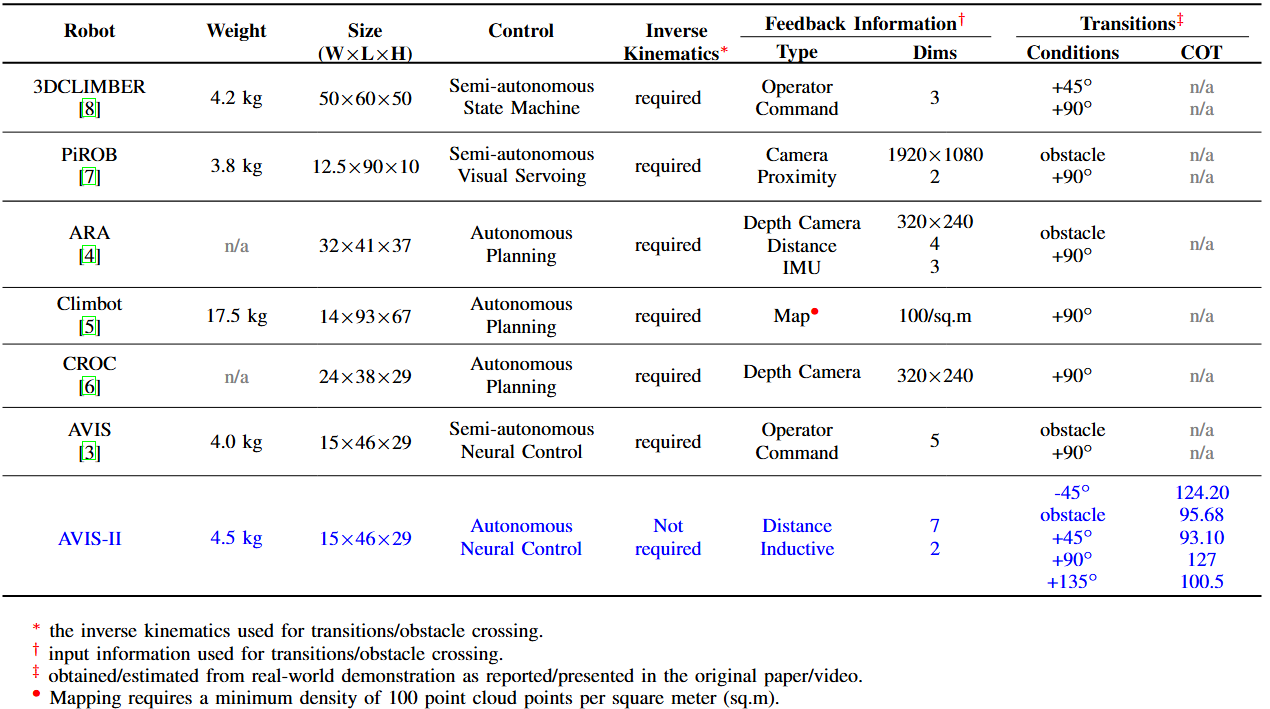 Robot Weight Size Control Inverse Feedback Information† Transitions‡
(W×L×H) Kinematics* Type Dims Conditions COT
3DCLIMBER 4.2 kg 50×60×50 Semi-autonomous required Operator 3 +45° n/a
[8] State Machine Command +90° n/a
PiROB 3.8 kg 12.5×90×10 Semi-autonomous required Camera 1920×1080 obstacle n/a
[7] Visual Servoing Proximity 2 +90° n/a
ARA n/a 32×41×37 Autonomous required Depth Camera 320×240 obstacle n/a
[4] Planning Distance 4 +90°
IMU 3
Climbot 17.5 kg 14×93×67 Autonomous required Map● 100/sq.m +90° n/a
[5] Planning
CROC n/a 24×38×29 Autonomous required Depth Camera 320×240 +90° n/a
[6] Planning
AVIS 4.0 kg 15×46×29 Semi-autonomous required Operator 5 obstacle n/a
[3] Neural Control Command +90° n/a
-45° 124.20
Autonomous Not Distance 7 obstacle 95.68
AVIS-II 4.5 kg 15×46×29 +45° 93.10
Neural Control required Inductive 2 +90° 127
+135° 100.5
* the inverse kinematics used for transitions/obstacle crossing.
† input information used for transitions/obstacle crossing.
‡ obtained/estimated from real-world demonstration as reported/presented in the original paper/video.
● Mapping requires a minimum density of 100 point cloud points per square meter (sq.m).